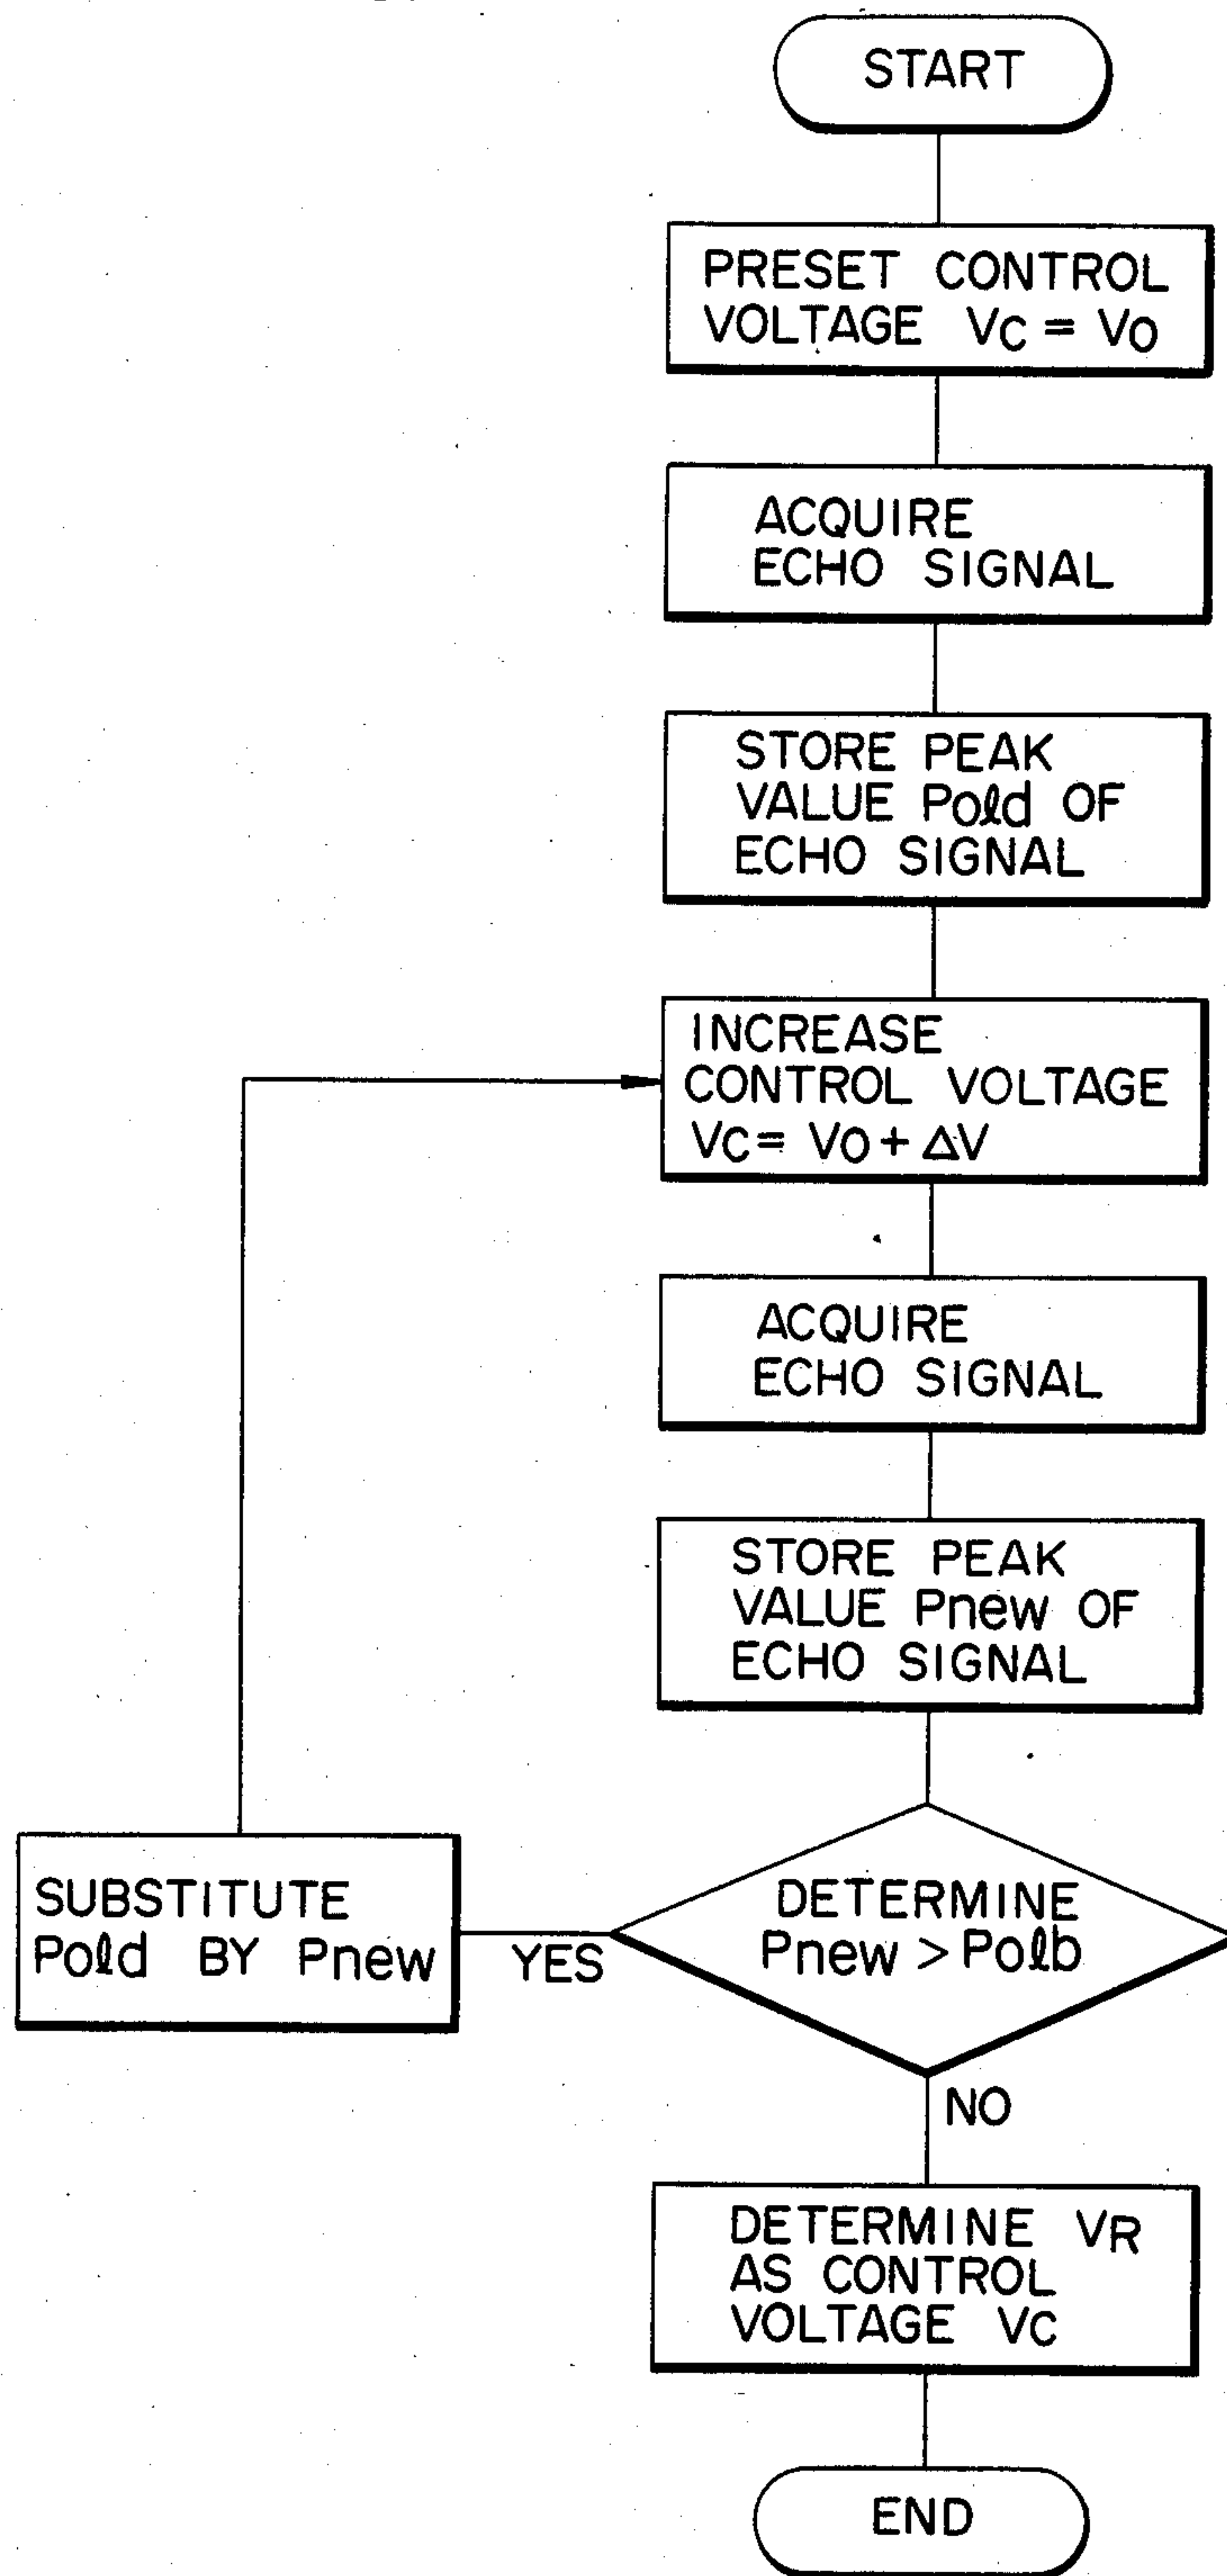 START
PRESET CONTROL
VOLTAGE Vc = Vo
ACQUIRE
ECHO SIGNAL
STORE PEAK
VALUE Pold OF
ECHO SIGNAL
INCREASE
CONTROL VOLTAGE
Vc = Vo + ΔV
ACQUIRE
ECHO SIGNAL
STORE PEAK
VALUE Pnew OF
ECHO SIGNAL
DETERMINE
Pnew > Polb
YES
SUBSTITUTE
Pold BY Pnew
NO
DETERMINE VR
AS CONTROL
VOLTAGE Vc
END